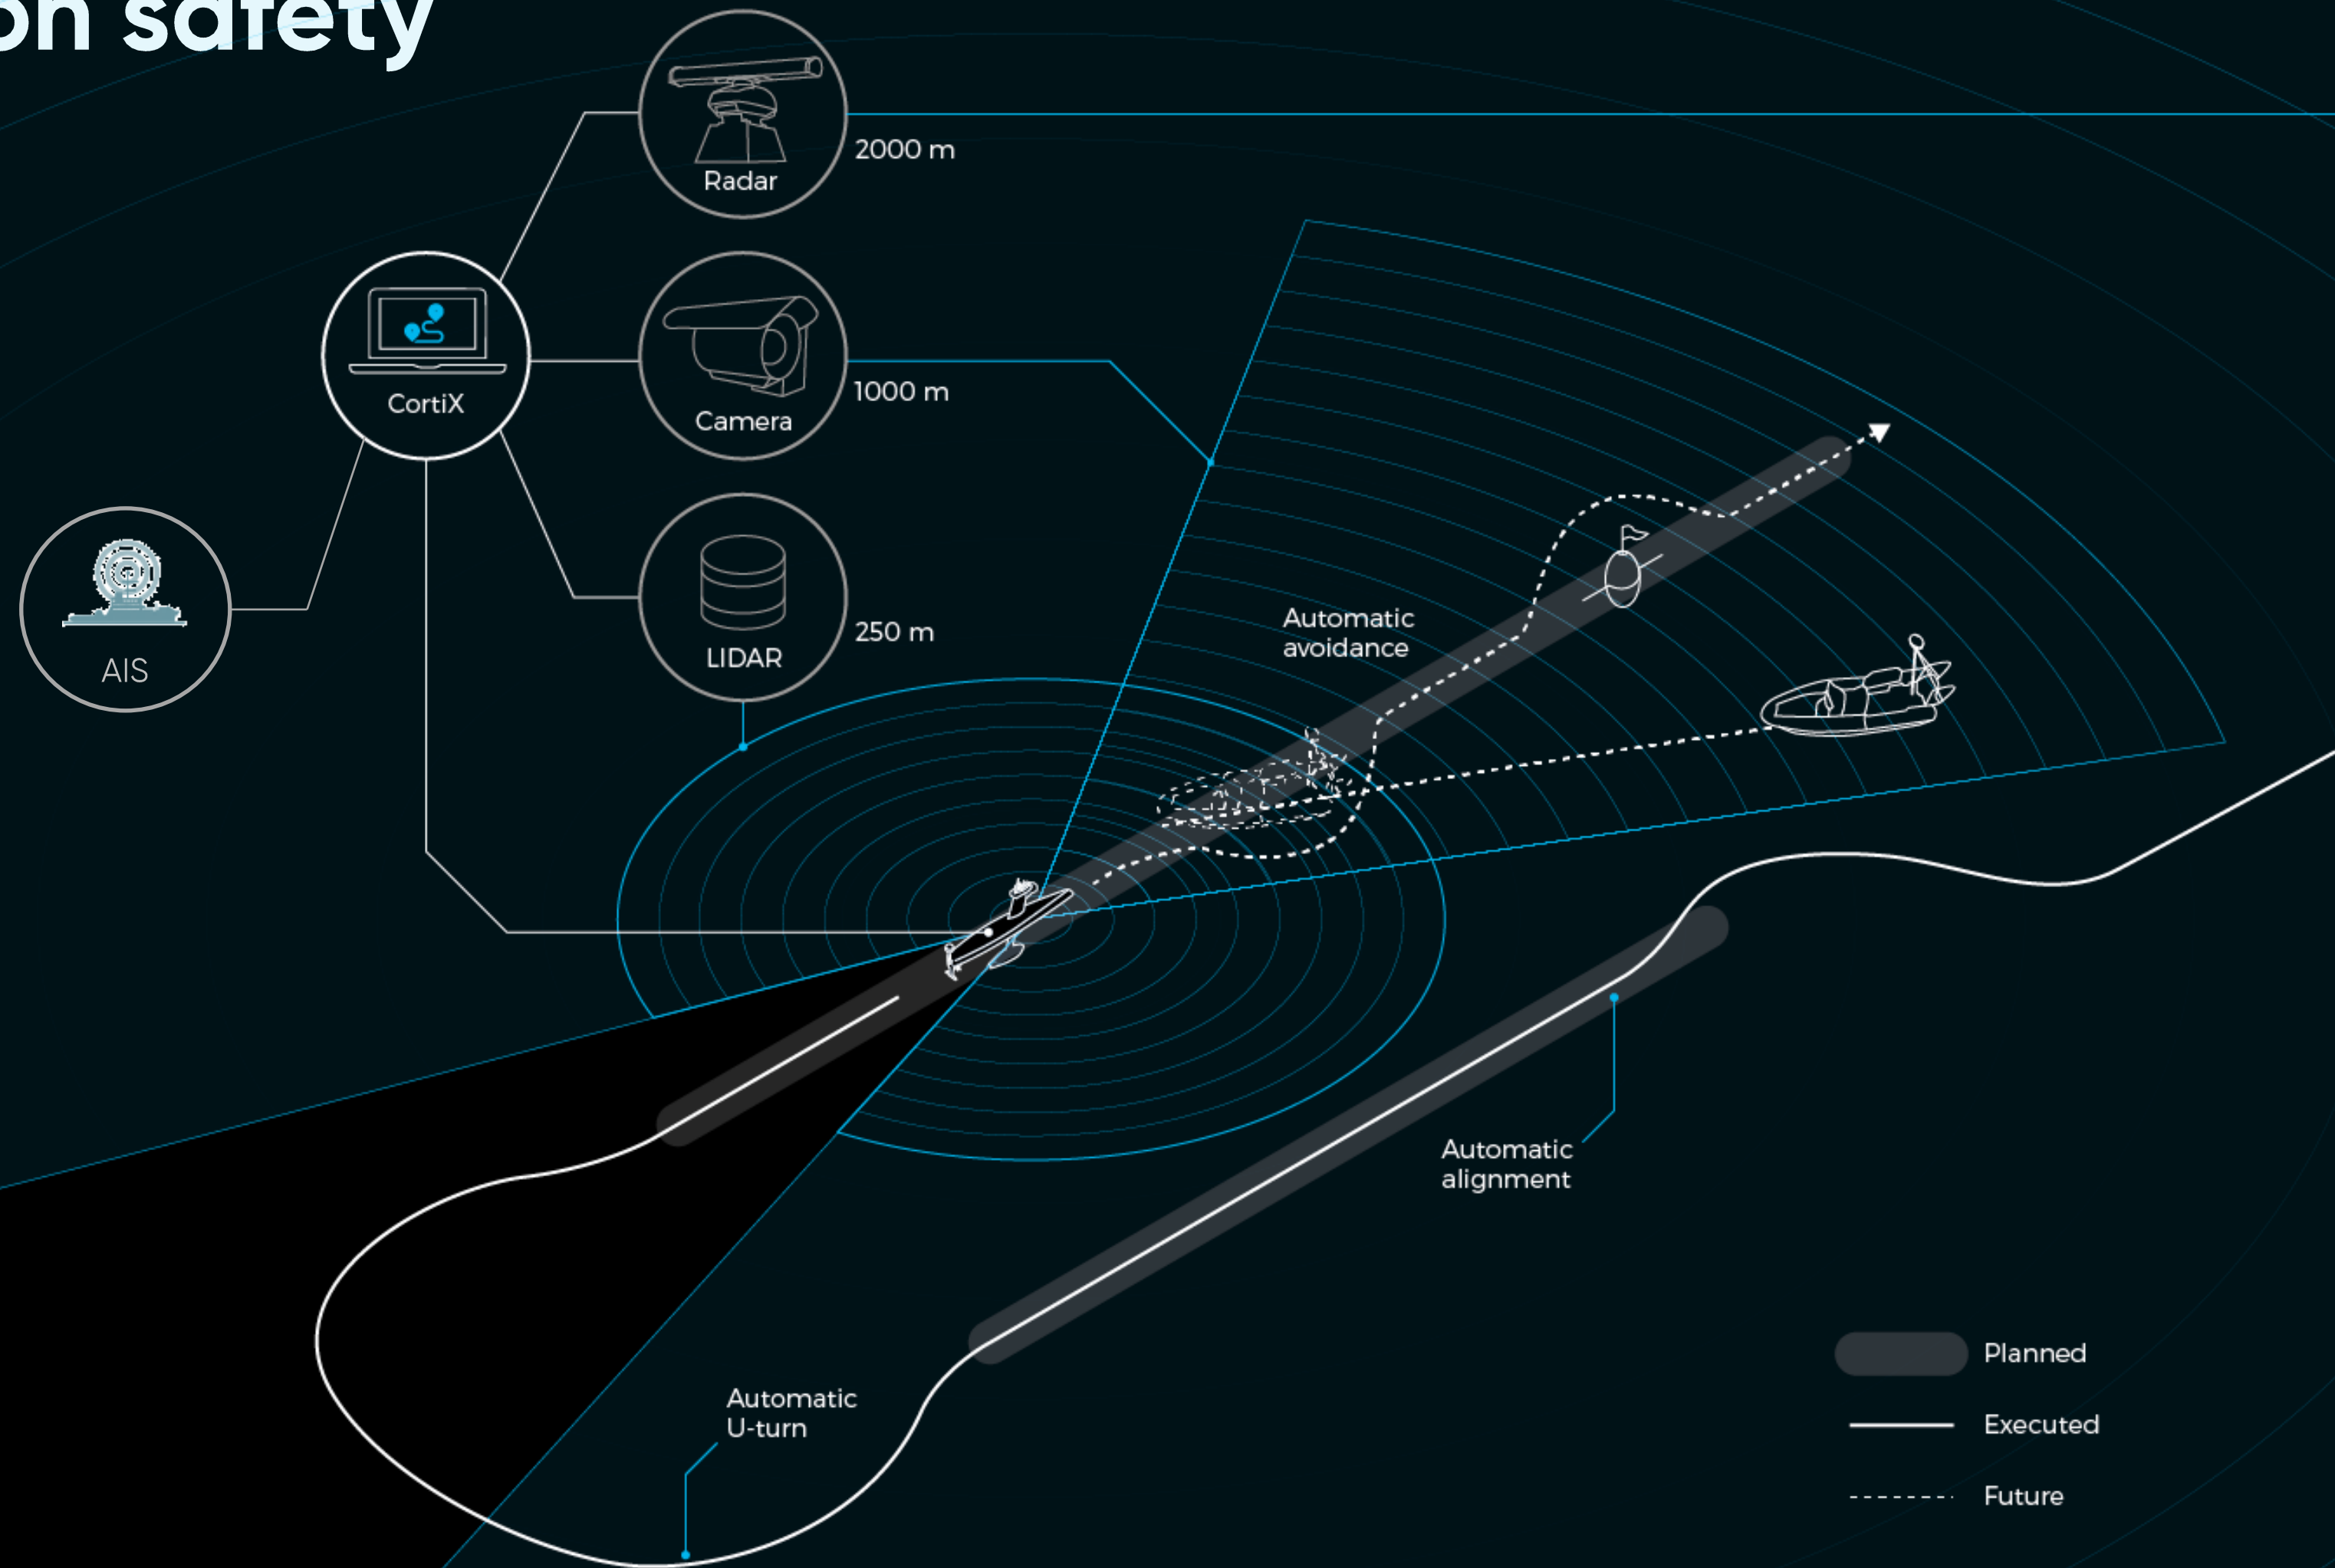 on safety
Radar
2000 m
CortiX
Camera
1000 m
AIS
LIDAR
250 m
Automatic
avoidance
Automatic
alignment
Automatic
U-turn
Planned
Executed
Future